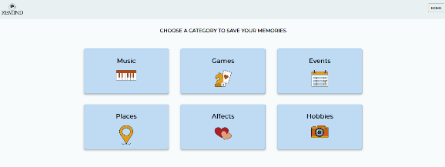 CHOOSE A CATEGORY TO SAVE YOUR MEMORIES
Music
Games
Events
Places
Affects
Hobbies